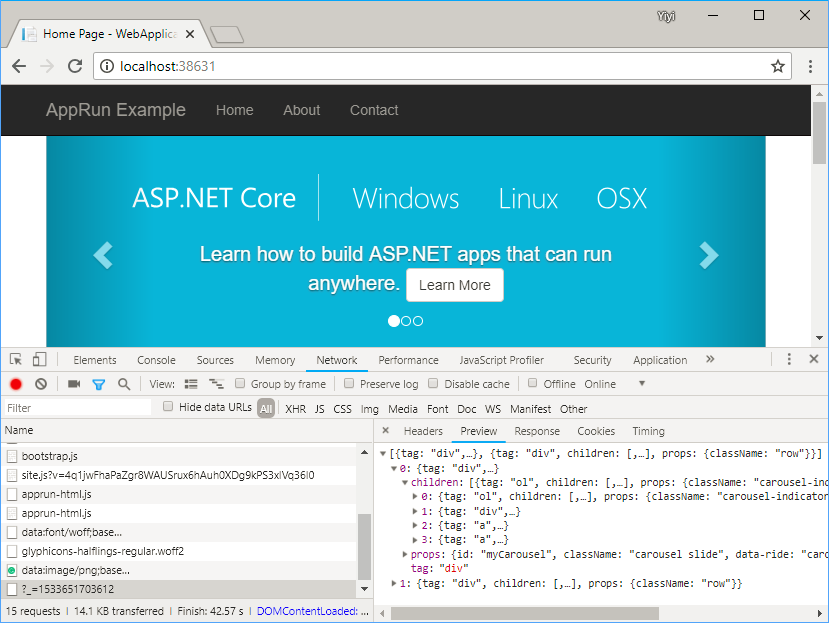 Yiyi
Home Page - WebApplica
localhost:38631
AppRun Example Home About Contact
ASP.NET Core Windows Linux OSX
Learn how to build ASP.NET apps that can run
anywhere. Learn More
Elements Console Sources Memory Network Performance JavaScript Profiler Security Application »
View: Group by frame Preserve log Disable cache Offline Online
Filter Hide data URLs All XHR JS CSS Img Media Font Doc WS Manifest Other
Name
bootstrap.js
site.js?v=4q1jwFhaPaZgr8WAUSrux6hAuh0XDg9kPS3xIVq36I0
apprun-html.js
apprun-html.js
data:font/woff;base...
glyphicons-halflings-regular.woff2
data:image/png;base...
?_=1533651703612
15 requests | 14.1 KB transferred | Finish: 42.57 s | DOMContentLoaded: ...
× Headers Preview Response Cookies Timing
[{tag: "div",…}, {tag: "div", children: [,…], props: {className: "row"}}]
0: {tag: "div",…}
children: [{tag: "ol", children: [,…], props: {className: "carousel-ind
0: {tag: "ol", children: [,…], props: {className: "carousel-indicator
1: {tag: "div",…}
2: {tag: "a",…}
3: {tag: "a",…}
props: {id: "myCarousel", className: "carousel slide", data-ride: "caro
tag: "div"
1: {tag: "div", children: [,…], props: {className: "row"}}